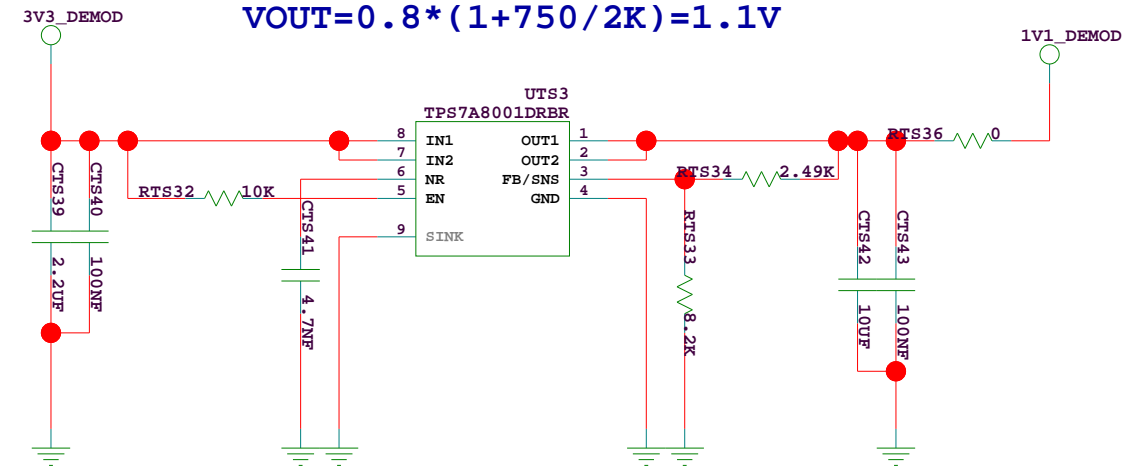 VOUT=0.8*(1+750/2K)=1.1V
3V3_DEMOD
1V1_DEMOD
UTS3
TPS7A8001DRBR
8 IN1 OUT1 1
7 IN2 OUT2 2
6 NR FB/SNS 3
5 EN GND 4
9 SINK
RTS36 0
RTS34 2.49K
RTS32 10K
CTS39
CTS40
2.2UF
100NF
CTS41
4.7NF
RTS33
8.2K
CTS42
CTS43
10UF
100NF